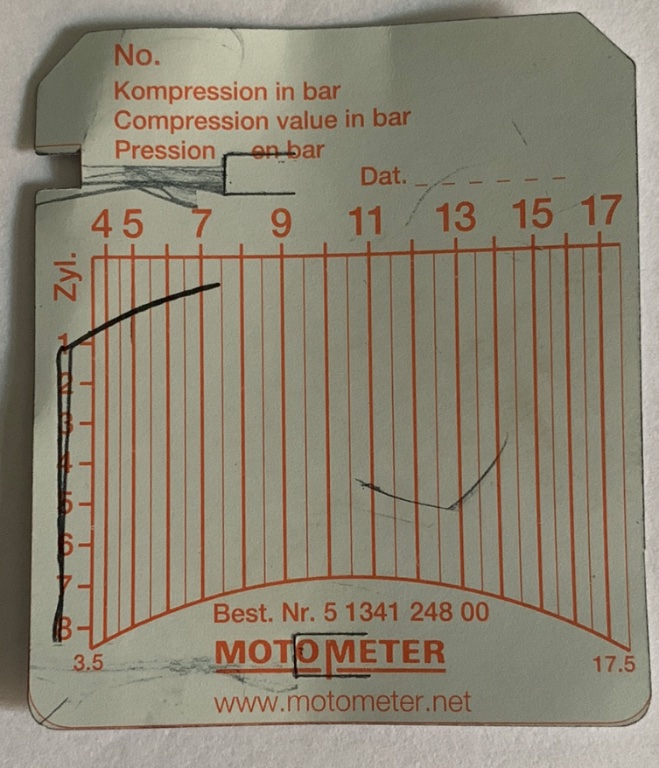 No.
Kompression in bar
Compression value in bar
Pression en bar
Dat.
4 5 7 9 11 13 15 17
Zyl.
1
2
3
4
5
6
7
8
3.5
17.5
Best. Nr. 5 1341 248 00
MOTOMETER
www.motometer.net